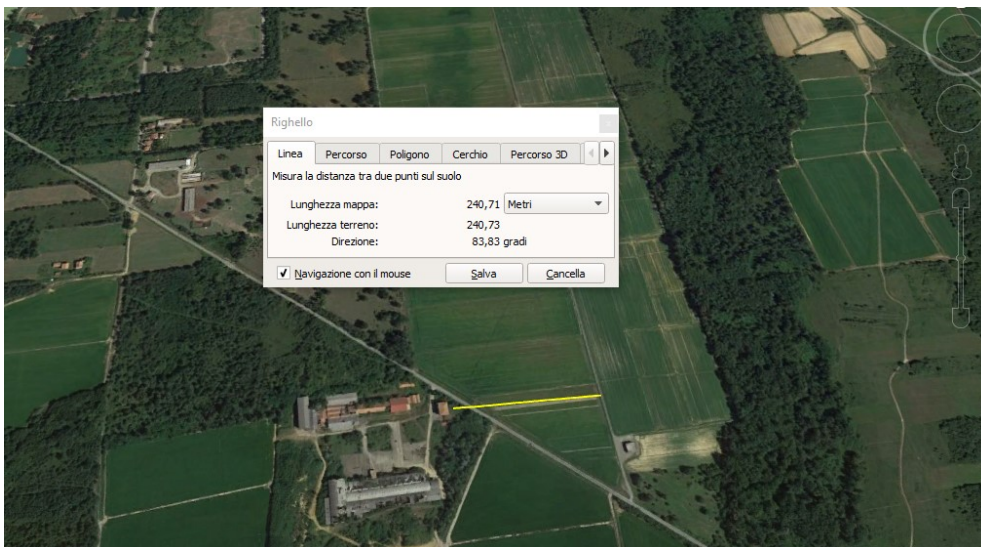 Righello
Linea Percorso Poligono Cerchio Percorso 3D
Misura la distanza tra due punti sul suolo
Lunghezza mappa: 240,71 Metri
Lunghezza terreno: 240,73
Direzione: 83,83 gradi
Navigazione con il mouse Salva Cancella